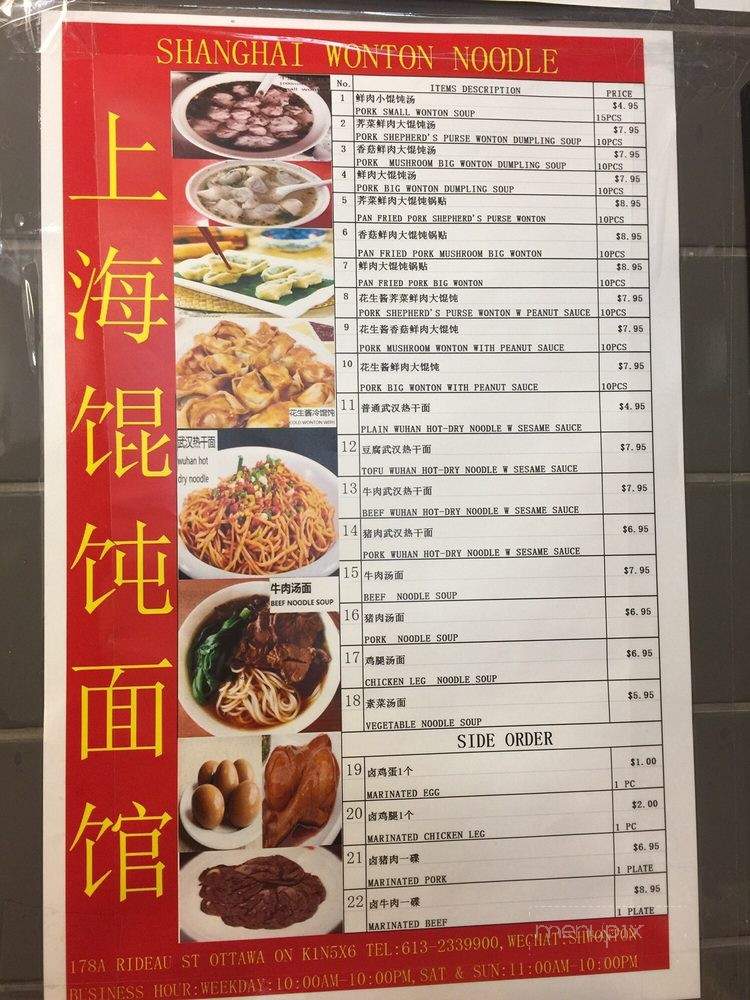 SHANGHAI WONTON NOODLE
上海馄饨面馆
No. ITEMS DESCRIPTION PRICE
1 鲜肉小馄饨汤 $4.95
PORK SMALL WONTON SOUP 15PCS
2 荠菜鲜肉大馄饨汤 $7.95
PORK SHEPHERD'S PURSE WONTON DUMPLING SOUP 10PCS
3 香菇鲜肉大馄饨汤 $7.95
PORK MUSHROOM BIG WONTON DUMPLING SOUP 10PCS
4 鲜肉大馄饨汤 $7.95
PORK BIG WONTON DUMPLING SOUP 10PCS
5 荠菜鲜肉大馄饨锅贴 $8.95
PAN FRIED PORK SHEPHERD'S PURSE WONTON 10PCS
6 香菇鲜肉大馄饨锅贴 $8.95
PAN FRIED PORK MUSHROOM BIG WONTON 10PCS
7 鲜肉大馄饨锅贴 $8.95
PAN FRIED PORK BIG WONTON 10PCS
8 花生酱荠菜鲜肉大馄饨 $7.95
PORK SHEPHERD'S PURSE WONTON W PEANUT SAUCE 10PCS
9 花生酱香菇鲜肉大馄饨 $7.95
PORK MUSHROOM WONTON WITH PEANUT SAUCE 10PCS
10 花生酱鲜肉大馄饨 $7.95
PORK BIG WONTON WITH PEANUT SAUCE 10PCS
11 普通武汉热干面 $4.95
PLAIN WUHAN HOT-DRY NOODLE W SESAME SAUCE
12 豆腐武汉热干面 $7.95
TOFU WUHAN HOT-DRY NOODLE W SESAME SAUCE
13 牛肉武汉热干面 $7.95
BEEF WUHAN HOT-DRY NOODLE W SESAME SAUCE
14 猪肉武汉热干面 $6.95
PORK WUHAN HOT-DRY NOODLE W SESAME SAUCE
15 牛肉汤面 $7.95
BEEF NOODLE SOUP
16 猪肉汤面 $6.95
PORK NOODLE SOUP
17 鸡腿汤面 $6.95
CHICKEN LEG NOODLE SOUP
18 素菜汤面 $5.95
VEGETABLE NOODLE SOUP
SIDE ORDER
19 卤鸡蛋1个 $1.00
MARINATED EGG 1 PC
20 卤鸡腿1个 $2.00
MARINATED CHICKEN LEG 1 PC
21 卤猪肉一碟 $6.95
MARINATED PORK 1 PLATE
22 卤牛肉一碟 $8.95
MARINATED BEEF 1 PLATE
花生酱冷馄饨
COLD WONTON WITH
武汉热干面
wuhan hot
dry noodle
牛肉汤面
BEEF NOODLE SOUP
menupix
178A RIDEAU ST OTTAWA ON K1N5X6 TEL:613-2339900,WECHAT:SHWONTON
BUSINESS HOUR:WEEKDAY:10:00AM-10:00PM,SAT & SUN:11:00AM-10:00PM